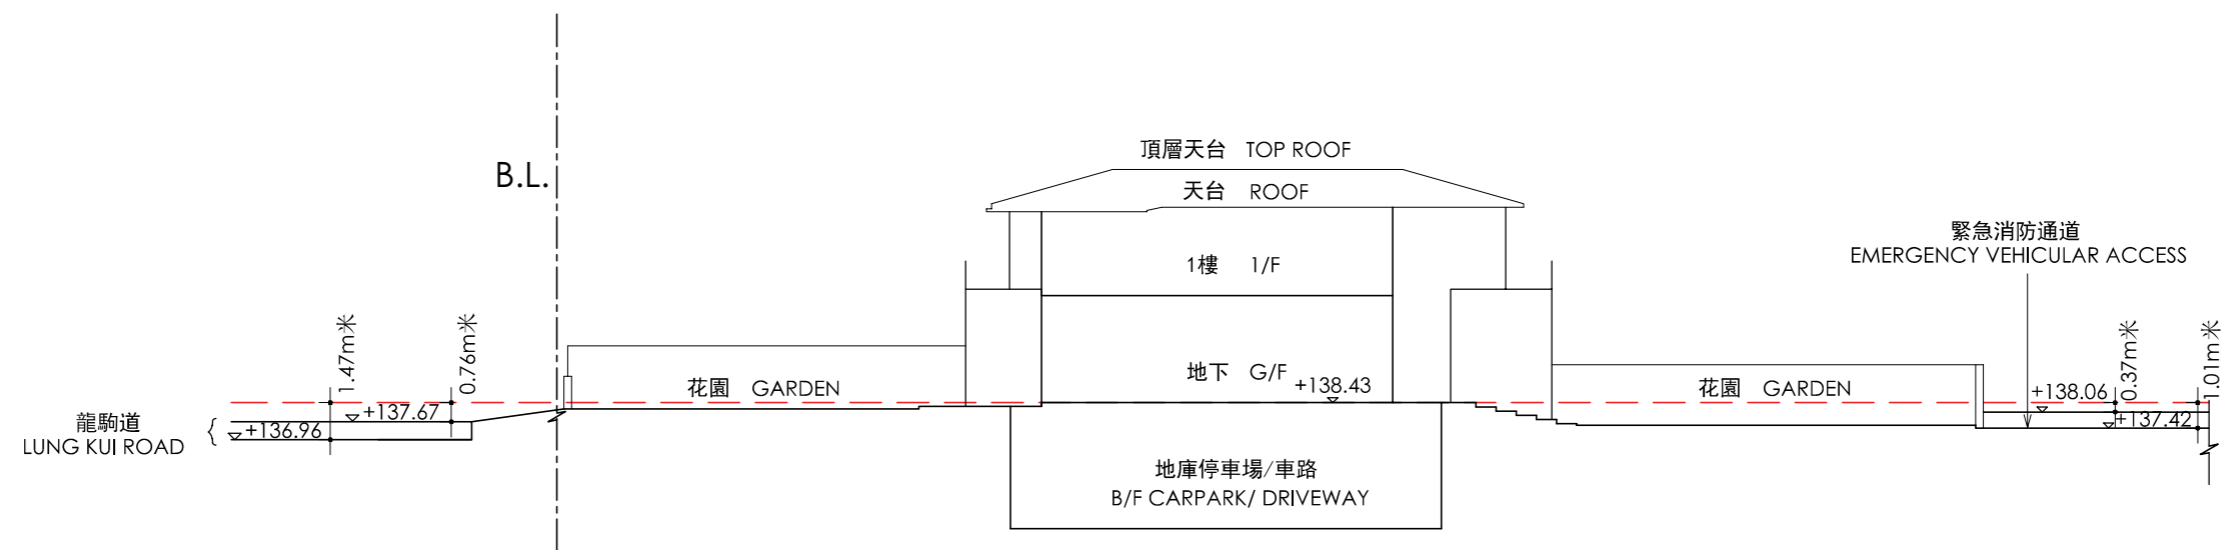 頂層天台 TOP ROOF
B.L.
天台 ROOF
緊急消防通道
EMERGENCY VEHICULAR ACCESS
1樓 1/F
1.47m米
0.76m米
0.37m米
1.01m米
地下 G/F
+138.43
花園 GARDEN
花園 GARDEN
+138.06
+137.67
+137.42
龍駒道
LUNG KUI ROAD
+136.96
地庫停車場/車路
B/F CARPARK/ DRIVEWAY